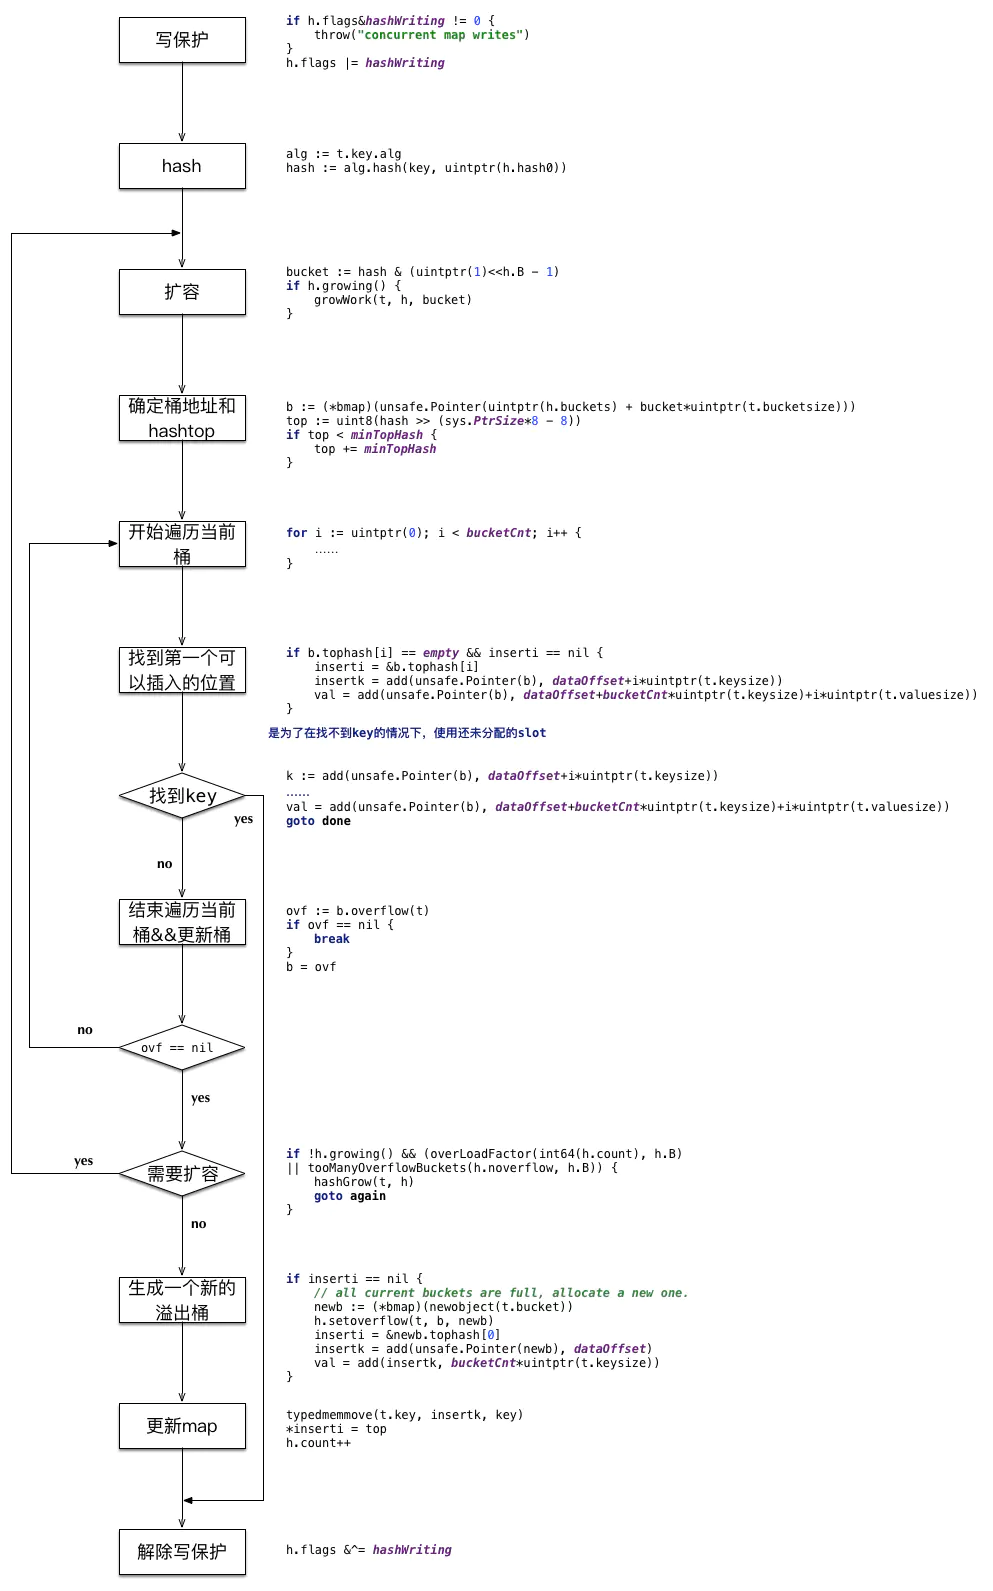 写保护
if h.flags&hashWriting != 0 {
throw("concurrent map writes")
}
h.flags |= hashWriting
hash
alg := t.key.alg
hash := alg.hash(key, uintptr(h.hash0))
扩容
bucket := hash & (uintptr(1)<<h.B − 1)
if h.growing() {
growWork(t, h, bucket)
}
确定桶地址和
hashtop
b := (*bmap)(unsafe.Pointer(uintptr(h.buckets) + bucket*uintptr(t.bucketsize)))
top := uint8(hash >> (sys.PtrSize*8 − 8))
if top < minTopHash {
top += minTopHash
}
开始遍历当前
桶
for i := uintptr(0); i < bucketCnt; i++ {
……
}
找到第一个可
以插入的位置
if b.tophash[i] == empty && inserti == nil {
inserti = &b.tophash[i]
insertk = add(unsafe.Pointer(b), dataOffset+i*uintptr(t.keysize))
val = add(unsafe.Pointer(b), dataOffset+bucketCnt*uintptr(t.keysize)+i*uintptr(t.valuesize))
}
是为了在找不到key的情况下，使用还未分配的slot
找到key
yes
no
k := add(unsafe.Pointer(b), dataOffset+i*uintptr(t.keysize))
……
val = add(unsafe.Pointer(b), dataOffset+bucketCnt*uintptr(t.keysize)+i*uintptr(t.valuesize))
goto done
结束遍历当前
桶&&更新桶
ovf := b.overflow(t)
if ovf == nil {
break
}
b = ovf
no
ovf == nil
yes
yes
需要扩容
no
if !h.growing() && (overLoadFactor(int64(h.count), h.B)
|| tooManyOverflowBuckets(h.noverflow, h.B)) {
hashGrow(t, h)
goto again
}
生成一个新的
溢出桶
if inserti == nil {
// all current buckets are full, allocate a new one.
newb := (*bmap)(newobject(t.bucket))
h.setoverflow(t, b, newb)
inserti = &newb.tophash[0]
insertk = add(unsafe.Pointer(newb), dataOffset)
val = add(insertk, bucketCnt*uintptr(t.keysize))
}
更新map
typedmemmove(t.key, insertk, key)
*inserti = top
h.count++
解除写保护
h.flags &^= hashWriting